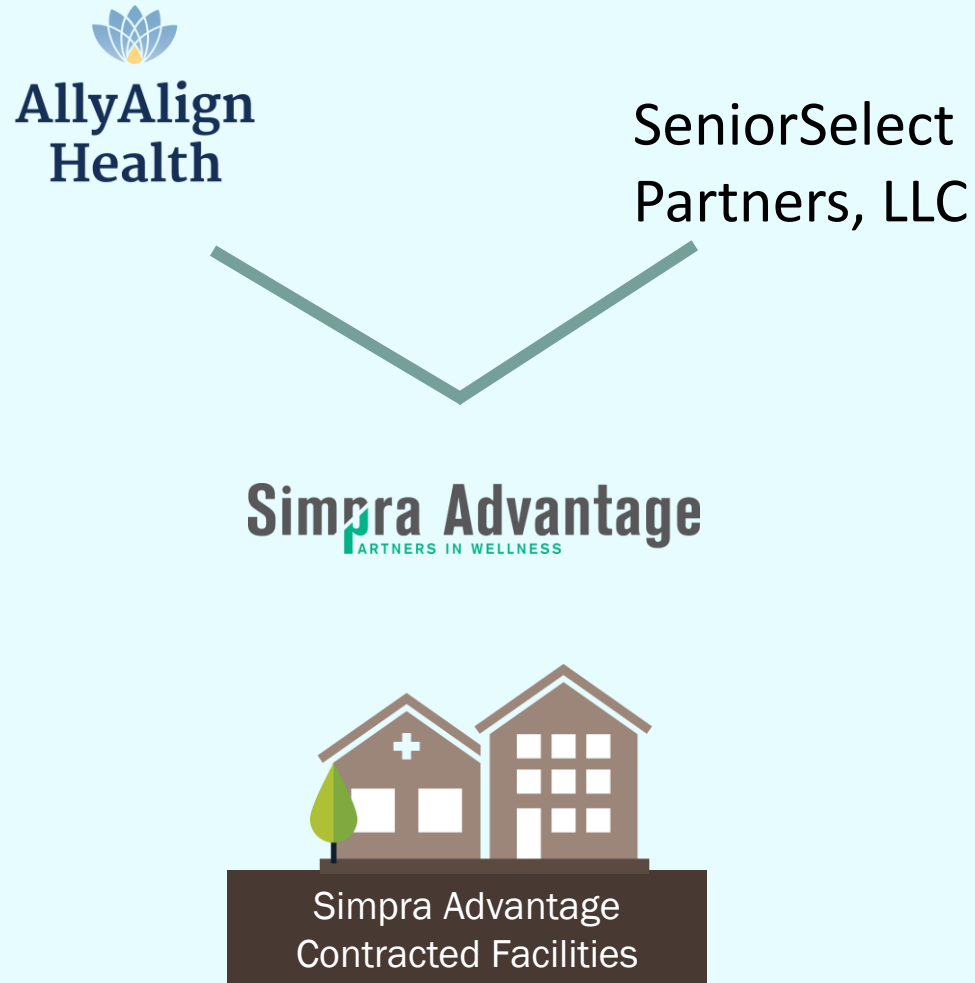 AllyAlign
Health
SeniorSelect
Partners, LLC
Simpra Advantage
PARTNERS IN WELLNESS
Simpra Advantage
Contracted Facilities